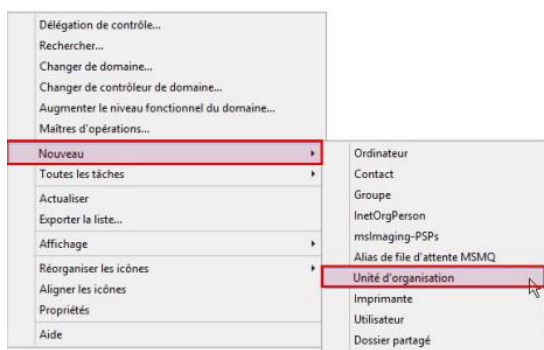 Délégation de contrôle...
Rechercher...
Changer de domaine...
Changer de contrôleur de domaine...
Augmenter le niveau fonctionnel du domaine...
Maîtres d'opérations...
Nouveau
Toutes les tâches
Actualiser
Exporter la liste...
Affichage
Réorganiser les icônes
Aligner les icônes
Propriétés
Aide
Ordinateur
Contact
Groupe
InetOrgPerson
msImaging-PSPs
Alias de file d'attente MSMQ
Unité d'organisation
Imprimante
Utilisateur
Dossier partagé